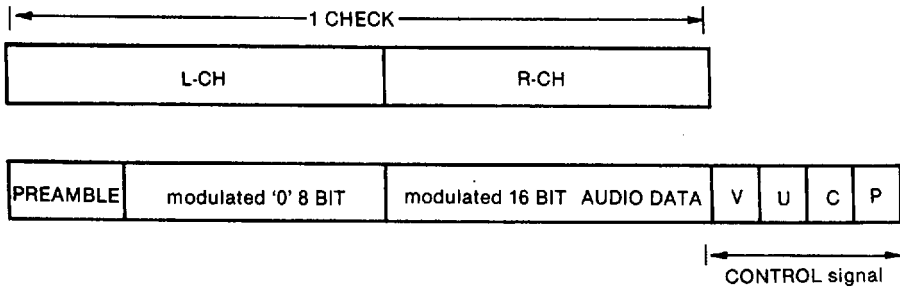 1 CHECK
L-CH R-CH
PREAMBLE modulated '0' 8 BIT modulated 16 BIT AUDIO DATA V U C P
CONTROL signal